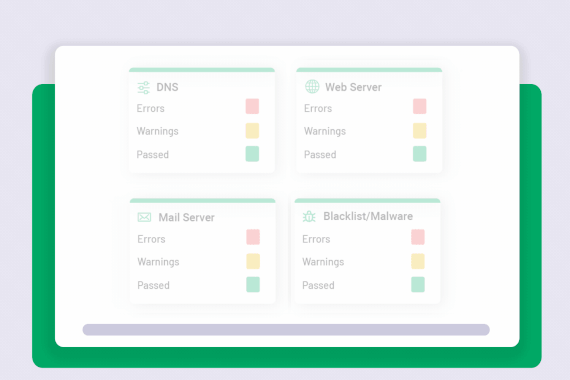 DNS
Errors
Warnings
Passed
Web Server
Errors
Warnings
Passed
Mail Server
Errors
Warnings
Passed
Blacklist/Malware
Errors
Warnings
Passed